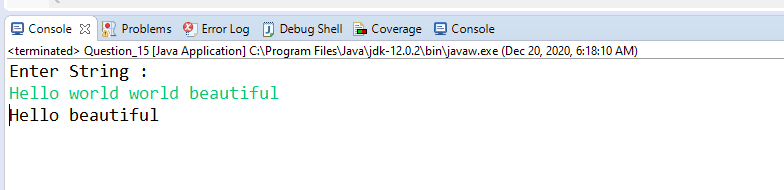 Console Problems Error Log Debug Shell Coverage Console
<terminated> Question_15 [Java Application] C:\Program Files\Java\jdk-12.0.2\bin\javaw.exe (Dec 20, 2020, 6:18:10 AM)
Enter String :
Hello world world beautiful
Hello beautiful